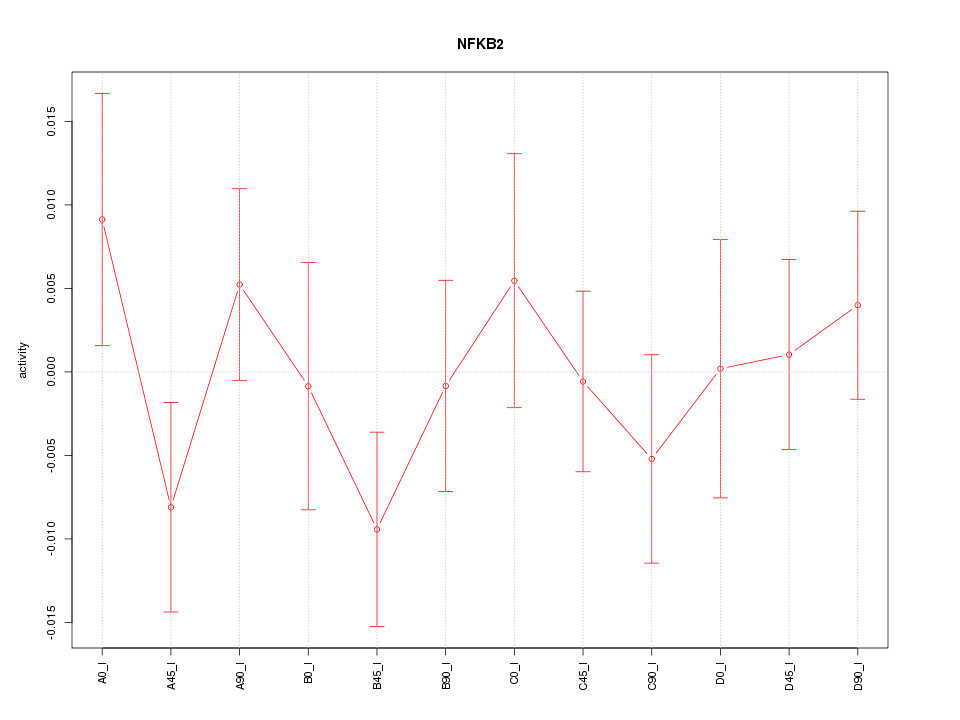 NFKB2
activity
0.015
0.010
0.005
0.000
-0.005
-0.010
-0.015
A0_I
A45_I
A90_I
B0_I
B45_I
B90_I
C0_I
C45_I
C90_I
D0_I
D45_I
D90_I